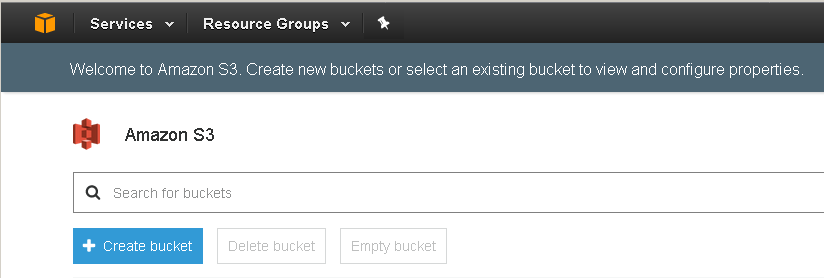 Services Resource Groups
Welcome to Amazon S3. Create new buckets or select an existing bucket to view and configure properties.
Amazon S3
Search for buckets
Create bucket Delete bucket Empty bucket